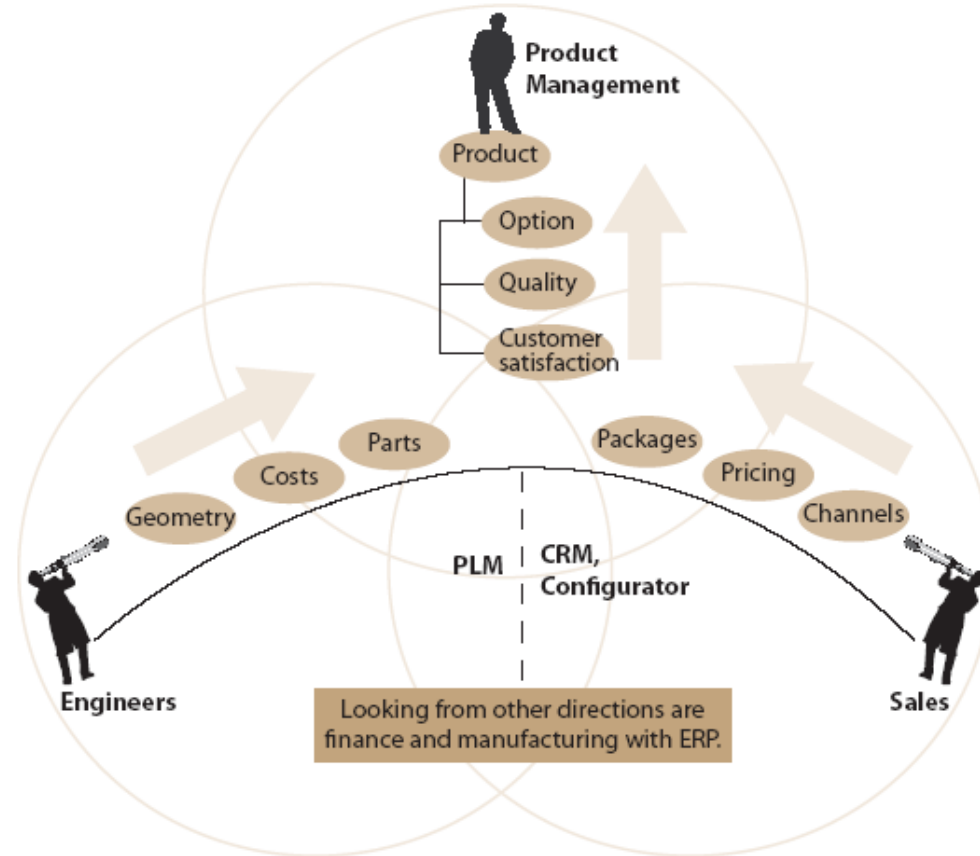 Product
Management
Product
Option
Quality
Customer
satisfaction
Parts
Costs
Geometry
Packages
Pricing
Channels
PLM
CRM,
Configurator
Engineers
Sales
Looking from other directions are
finance and manufacturing with ERP.